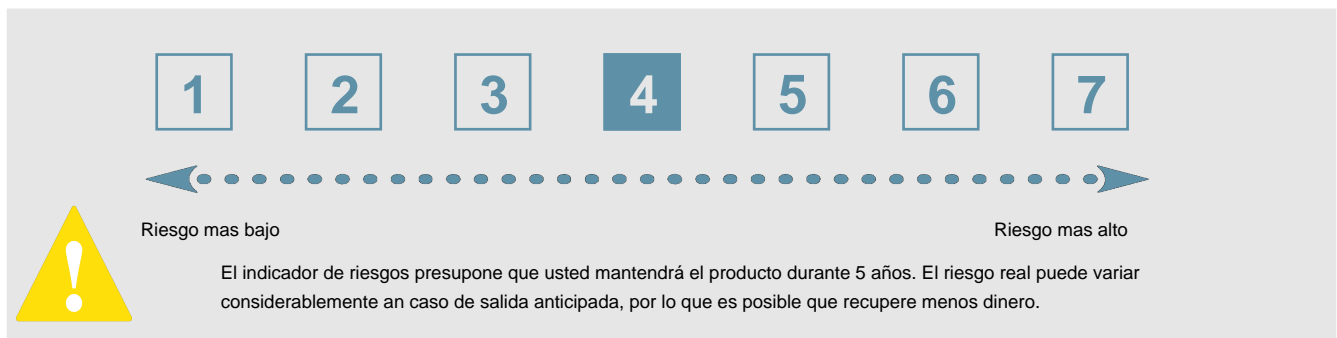 1 2 3 4 5 6 7
Riesgo mas bajo Riesgo mas alto
El indicador de riesgos presupone que usted mantendrá el producto durante 5 años. El riesgo real puede variar
considerablemente an caso de salida anticipada, por lo que es posible que recupere menos dinero.